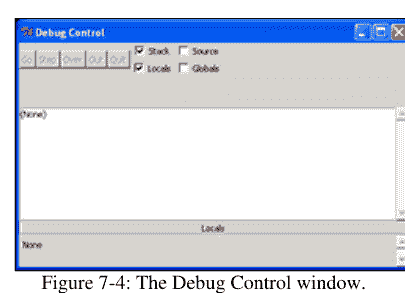 Debug Control
Go Step Over Out Quit Stack Source
Locals Globals
(None)
Locals
None
Figure 7-4: The Debug Control window.